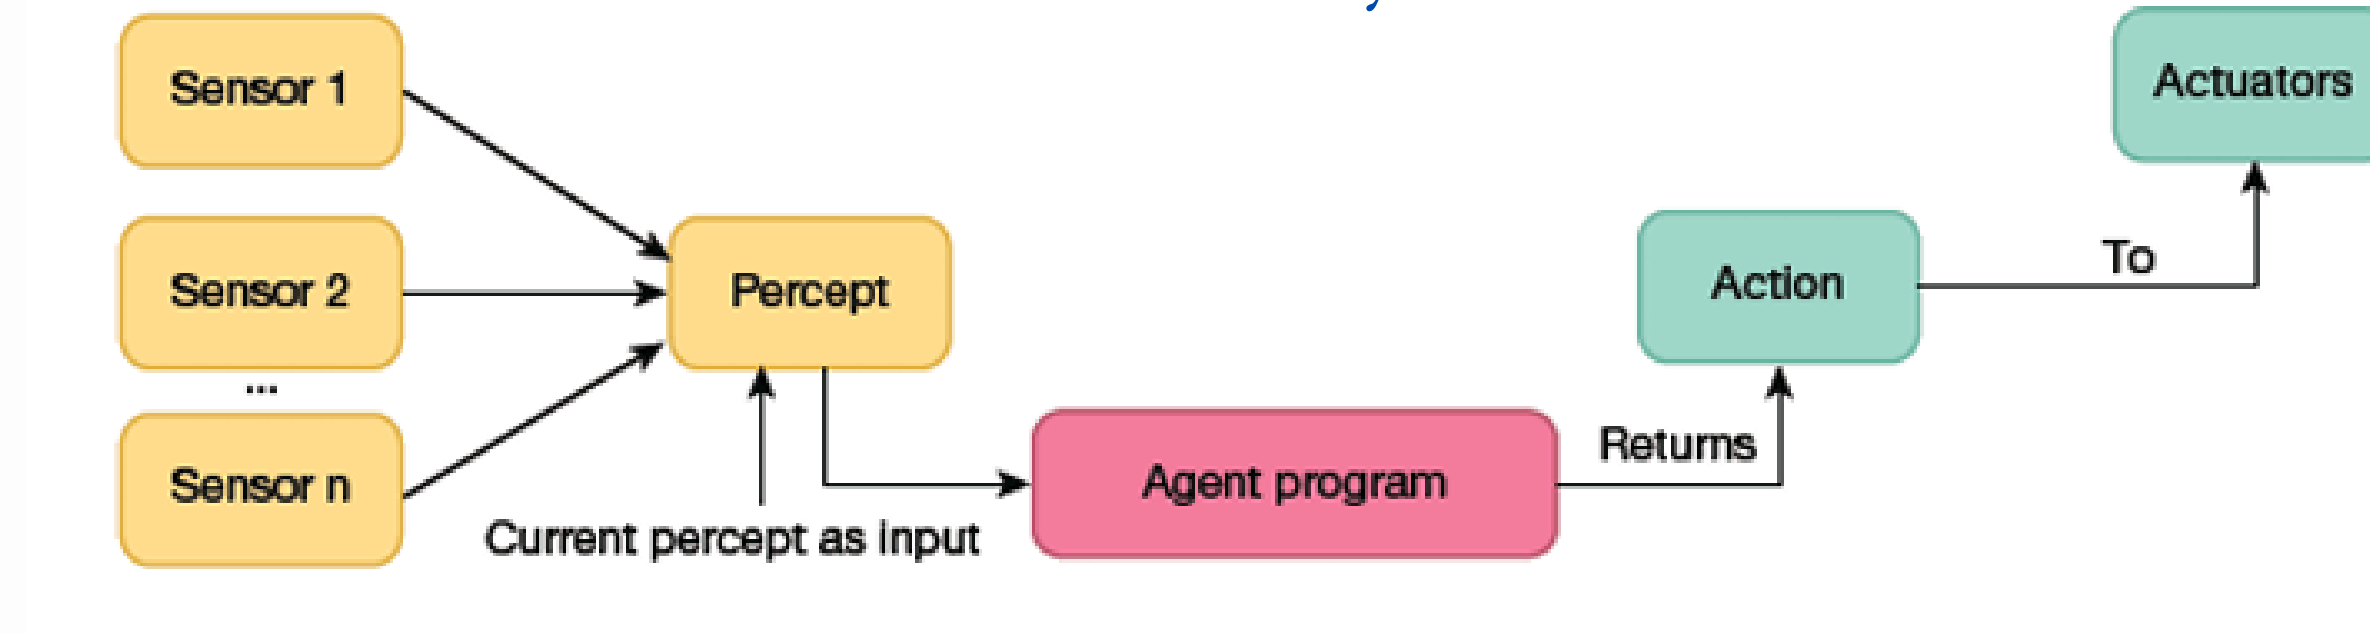 Sensor 1
Actuators
Sensor 2
Percept
Action
To
...
Sensor n
Agent program
Returns
Current percept as input